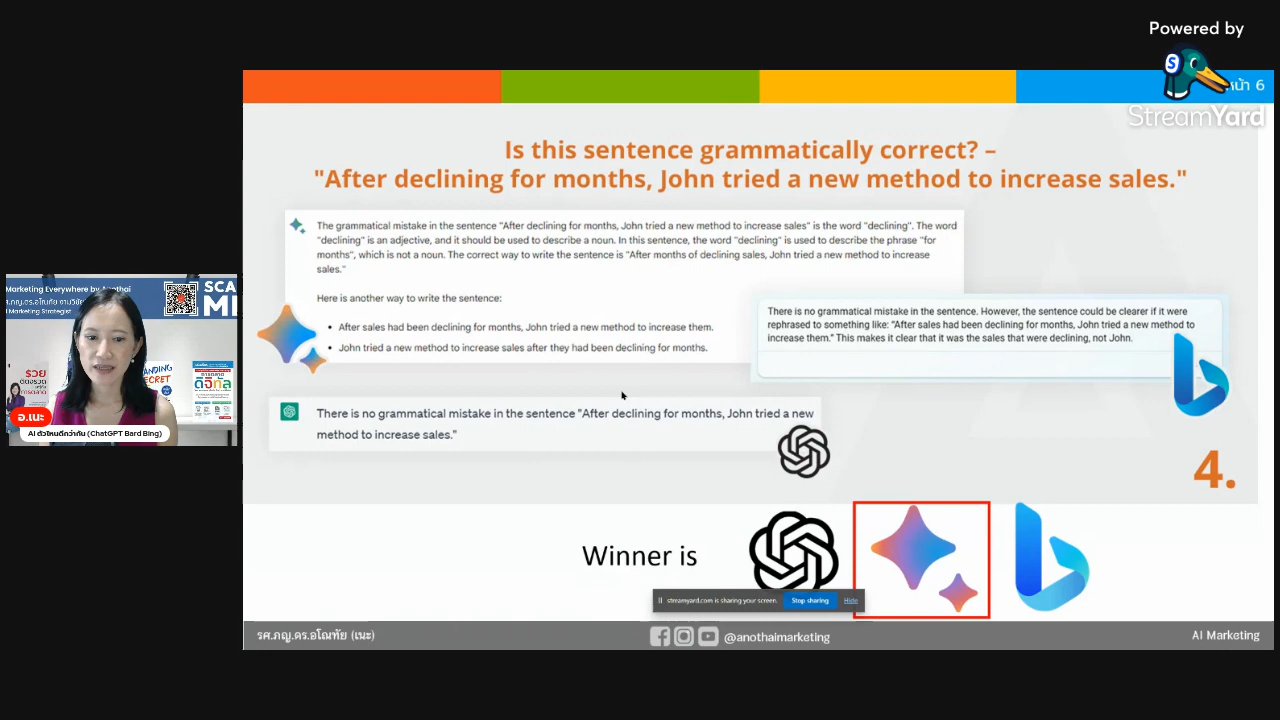 Powered by
StreamYard
หน้า 6
Is this sentence grammatically correct? –
"After declining for months, John tried a new method to increase sales."
The grammatical mistake in the sentence "After declining for months, John tried a new method to increase sales" is the word "declining". The word
"declining" is an adjective, and it should be used to describe a noun. In this sentence, the word "declining" is used to describe the phrase "for
months", which is not a noun. The correct way to write the sentence is "After months of declining sales, John tried a new method to increase
sales."
Here is another way to write the sentence:
• After sales had been declining for months, John tried a new method to increase them.
• John tried a new method to increase sales after they had been declining for months.
There is no grammatical mistake in the sentence. However, the sentence could be clearer if it were
rephrased to something like: "After sales had been declining for months, John tried a new method to
increase them." This makes it clear that it was the sales that were declining, not John.
There is no grammatical mistake in the sentence "After declining for months, John tried a new
method to increase sales."
4.
Winner is
streamyard.com is sharing your screen.
Stop sharing
Hide
รศ.ภญ.ดร.อโณทัย (เนะ)
@anothaimarketing
AI Marketing
Marketing Everywhere by Anothai
SCA
MI
Marketing Strategist
รวย
ดิจิทัล
อ.เนะ
AI ตัวไหนดีกว่ากัน (ChatGPT Bard Bing)